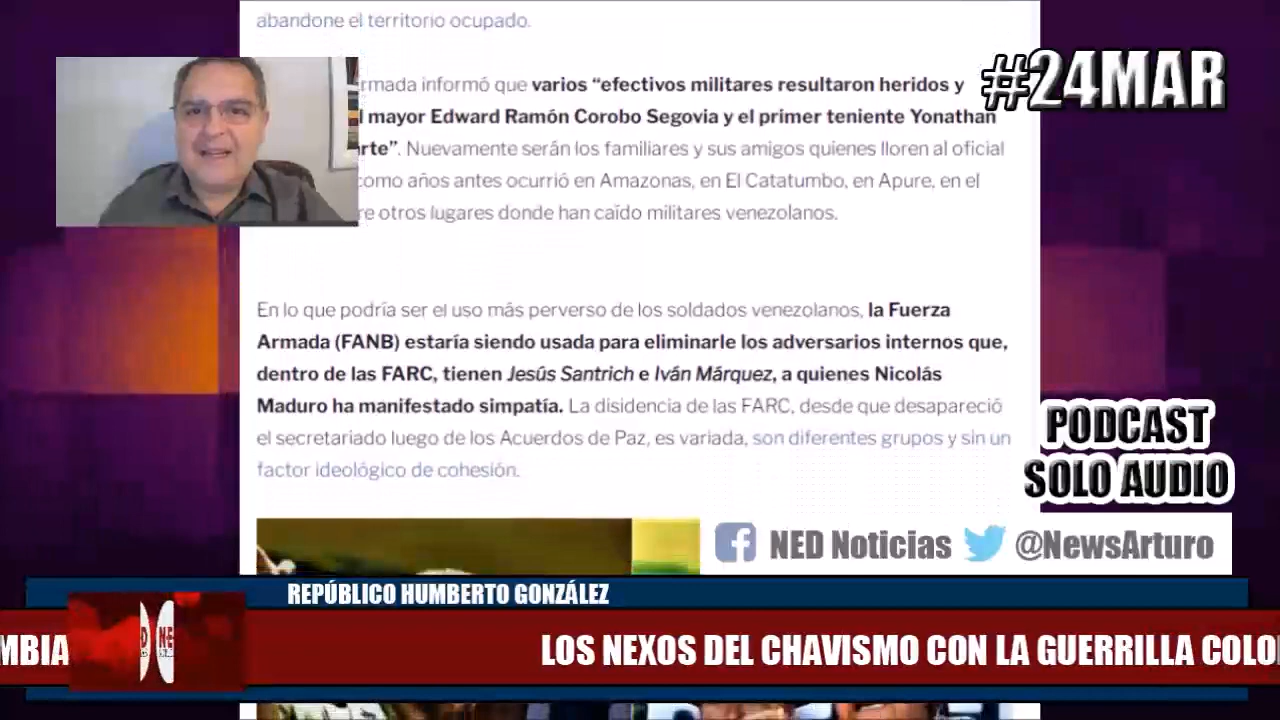 abandone el territorio ocupado.
#24MAR
rmada informó que varios “efectivos militares resultaron heridos y
l mayor Edward Ramón Corobo Segovia y el primer teniente Yonathan
rte”. Nuevamente serán los familiares y sus amigos quienes lloren al oficial
como años antes ocurrió en Amazonas, en El Catatumbo, en Apure, en el
re otros lugares donde han caído militares venezolanos.
En lo que podría ser el uso más perverso de los soldados venezolanos, la Fuerza
Armada (FANB) estaría siendo usada para eliminarle los adversarios internos que,
dentro de las FARC, tienen Jesús Santrich e Iván Márquez, a quienes Nicolás
Maduro ha manifestado simpatía. La disidencia de las FARC, desde que desapareció
el secretariado luego de los Acuerdos de Paz, es variada, son diferentes grupos y sin un
factor ideológico de cohesión.
PODCAST
SOLO AUDIO
NED Noticias @NewsArturo
REPÚBLICO HUMBERTO GONZÁLEZ
MBIA LOS NEXOS DEL CHAVISMO CON LA GUERRILLA COLO